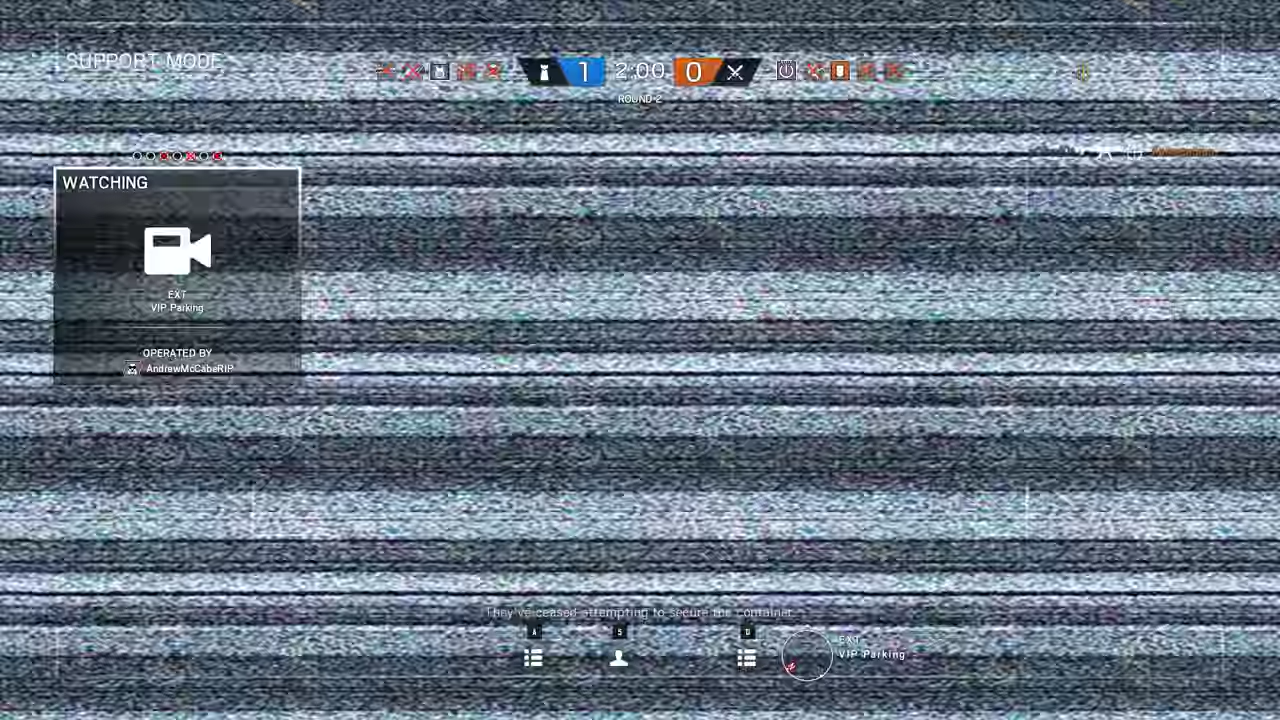 SUPPORT MODE
1 2:00 0
ROUND 2
WATCHING
EXT
VIP Parking
OPERATED BY
AndrewMcCabeRIP
They've ceased attempting to secure the container.
A S D
EXT
VIP Parking